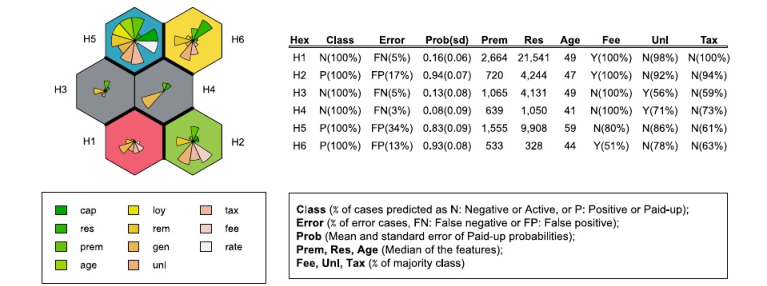 H5
H6
H3
H4
H1
H2
Hex Class Error Prob(sd) Prem Res Age Fee Unl Tax
H1 N(100%) FN(5%) 0.16(0.06) 2,664 21,541 49 Y(100%) N(98%) N(100%)
H2 P(100%) FP(17%) 0.94(0.07) 720 4,244 47 Y(100%) N(92%) N(94%)
H3 N(100%) FN(5%) 0.13(0.08) 1,065 4,131 49 N(100%) Y(56%) N(59%)
H4 N(100%) FN(3%) 0.08(0.09) 639 1,050 41 N(100%) Y(71%) N(73%)
H5 P(100%) FP(34%) 0.83(0.09) 1,555 9,908 59 N(80%) N(86%) N(61%)
H6 P(100%) FP(13%) 0.93(0.08) 533 328 44 Y(51%) N(78%) N(63%)
cap loy tax
res rem fee
prem gen rate
age unl
Class (% of cases predicted as N: Negative or Active, or P: Positive or Paid-up);
Error (% of error cases, FN: False negative or FP: False positive);
Prob (Mean and standard error of Paid-up probabilities);
Prem, Res, Age (Median of the features);
Fee, Unl, Tax (% of majority class)